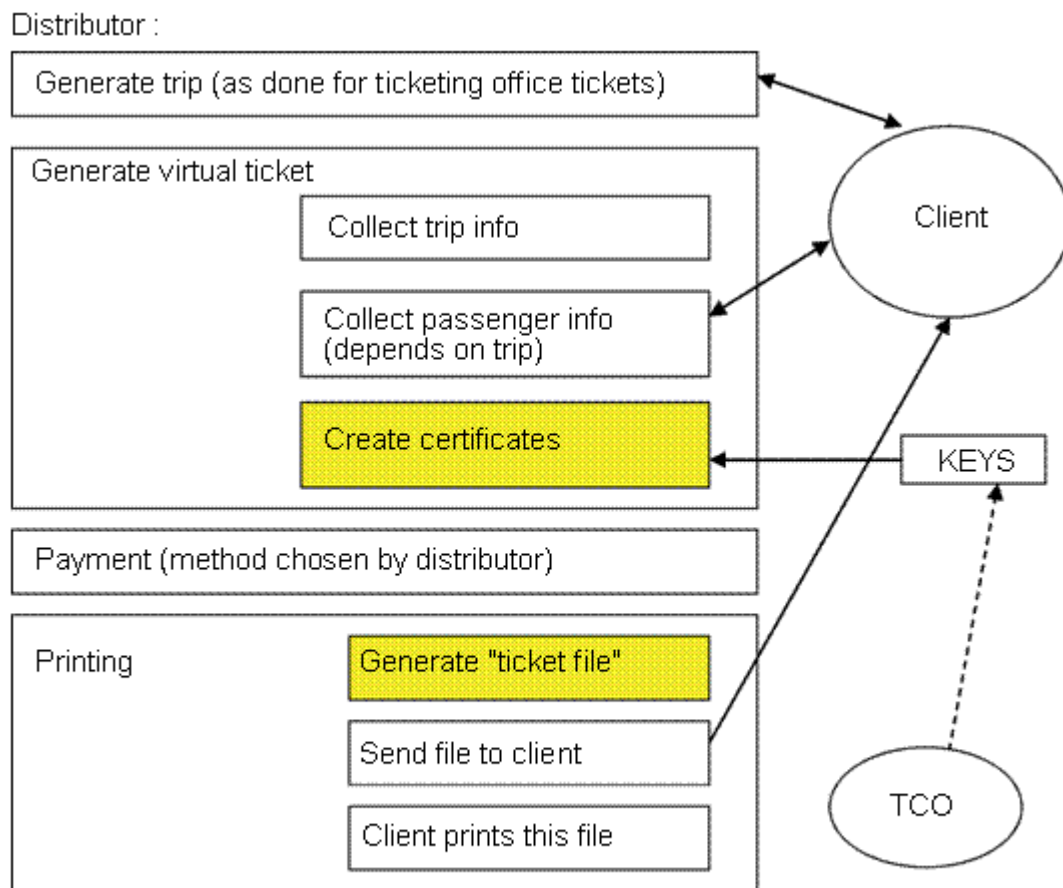 Distributor :
Generate trip (as done for ticketing office tickets)
Generate virtual ticket
Collect trip info
Client
Collect passenger info
(depends on trip)
Create certificates
KEYS
Payment (method chosen by distributor)
Printing
Generate "ticket file"
Send file to client
TCO
Client prints this file